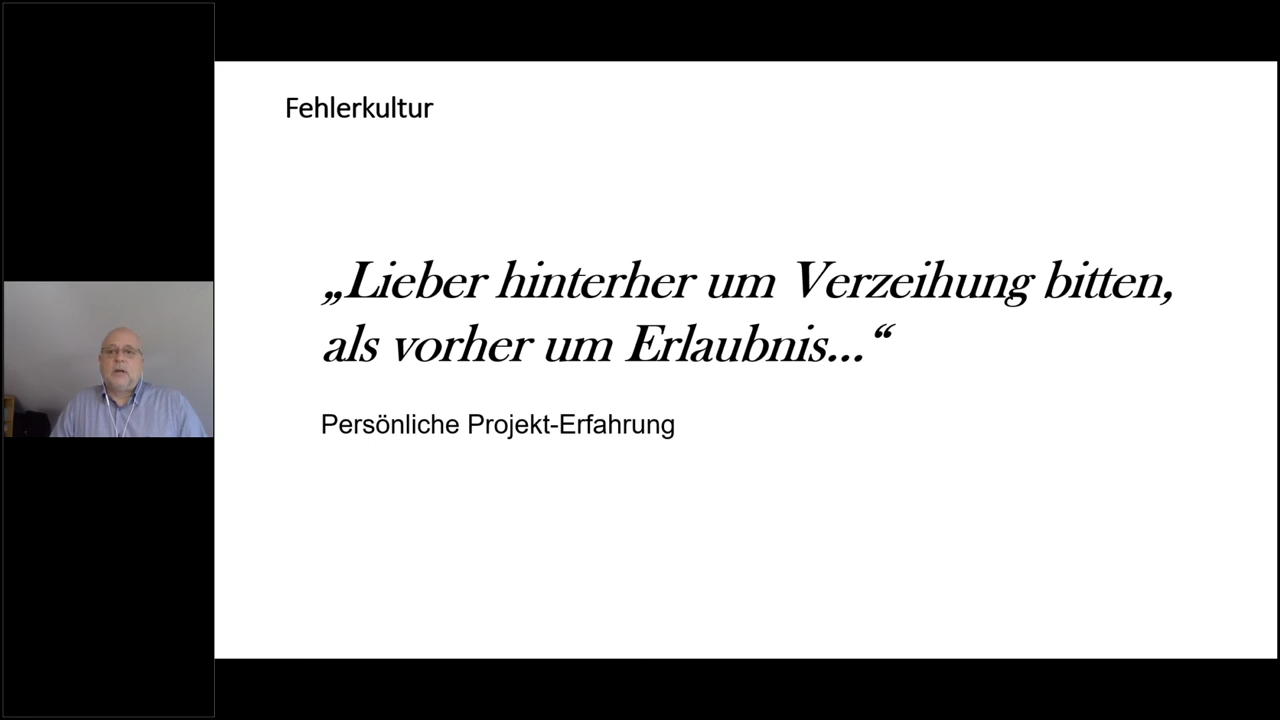 Fehlerkultur
„Lieber hinterher um Verzeihung bitten,
als vorher um Erlaubnis...“
Persönliche Projekt-Erfahrung